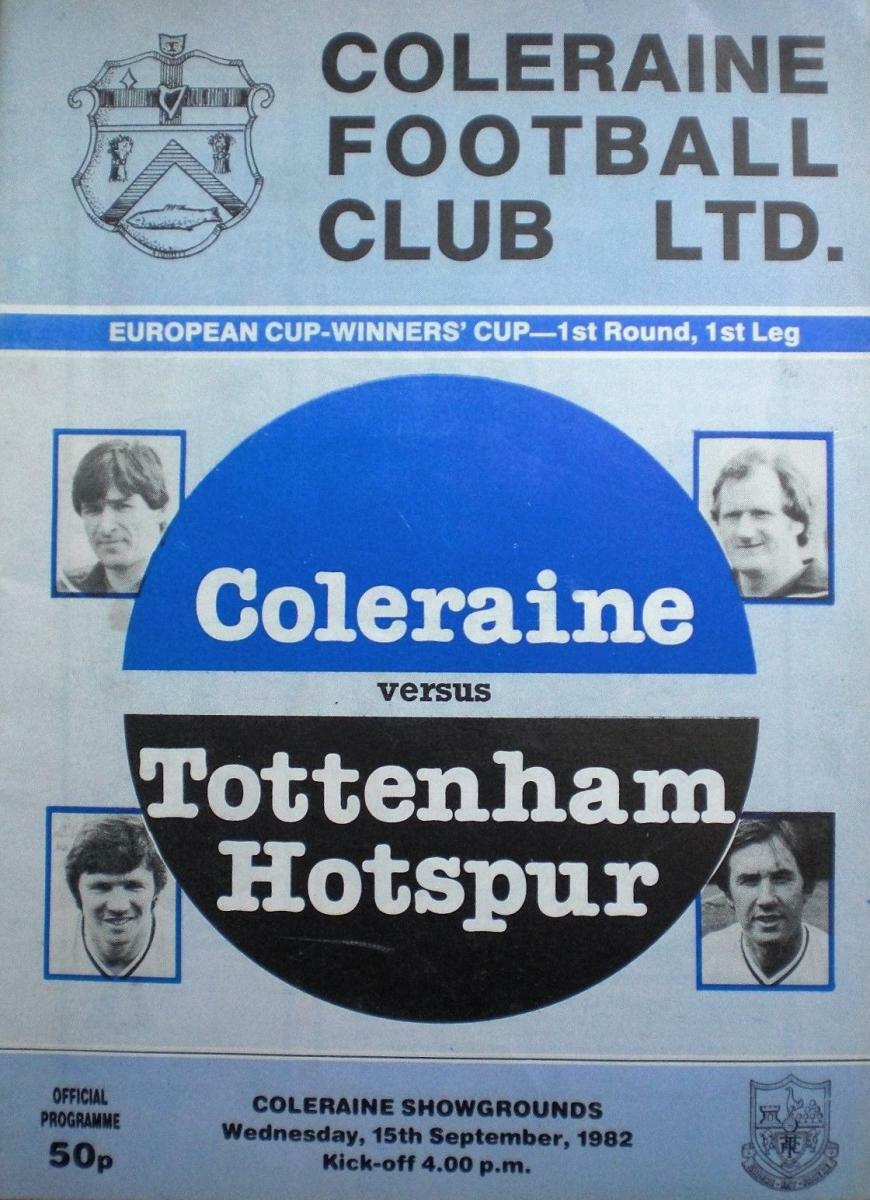 COLERAINE
FOOTBALL
CLUB LTD.
EUROPEAN CUP-WINNERS' CUP—1st Round, 1st Leg
Coleraine
versus
Tottenham
Hotspur
OFFICIAL
PROGRAMME
50p
COLERAINE SHOWGROUNDS
Wednesday, 15th September, 1982
Kick-off 4.00 p.m.